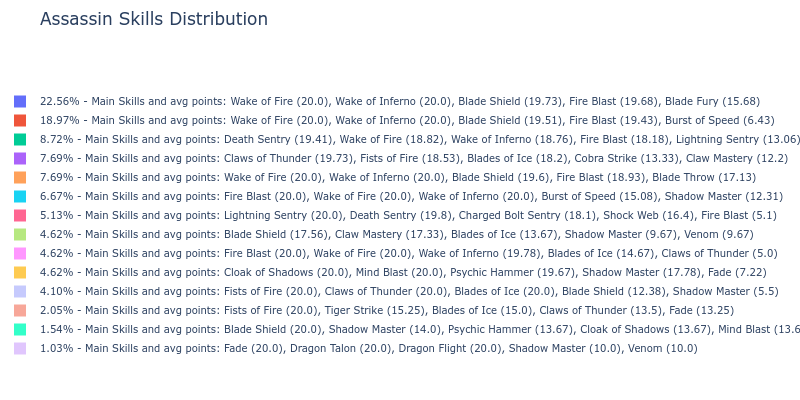 Assassin Skills Distribution
22.56% - Main Skills and avg points: Wake of Fire (20.0), Wake of Inferno (20.0), Blade Shield (19.73), Fire Blast (19.68), Blade Fury (15.68)
18.97% - Main Skills and avg points: Wake of Fire (20.0), Wake of Inferno (20.0), Blade Shield (19.51), Fire Blast (19.43), Burst of Speed (6.43)
8.72% - Main Skills and avg points: Death Sentry (19.41), Wake of Fire (18.82), Wake of Inferno (18.76), Fire Blast (18.18), Lightning Sentry (13.06)
7.69% - Main Skills and avg points: Claws of Thunder (19.73), Fists of Fire (18.53), Blades of Ice (18.2), Cobra Strike (13.33), Claw Mastery (12.2)
7.69% - Main Skills and avg points: Wake of Fire (20.0), Wake of Inferno (20.0), Blade Shield (19.6), Fire Blast (18.93), Blade Throw (17.13)
6.67% - Main Skills and avg points: Fire Blast (20.0), Wake of Fire (20.0), Wake of Inferno (20.0), Burst of Speed (15.08), Shadow Master (12.31)
5.13% - Main Skills and avg points: Lightning Sentry (20.0), Death Sentry (19.8), Charged Bolt Sentry (18.1), Shock Web (16.4), Fire Blast (5.1)
4.62% - Main Skills and avg points: Blade Shield (17.56), Claw Mastery (17.33), Blades of Ice (13.67), Shadow Master (9.67), Venom (9.67)
4.62% - Main Skills and avg points: Fire Blast (20.0), Wake of Fire (20.0), Wake of Inferno (19.78), Blades of Ice (14.67), Claws of Thunder (5.0)
4.62% - Main Skills and avg points: Cloak of Shadows (20.0), Mind Blast (20.0), Psychic Hammer (19.67), Shadow Master (17.78), Fade (7.22)
4.10% - Main Skills and avg points: Fists of Fire (20.0), Claws of Thunder (20.0), Blades of Ice (20.0), Blade Shield (12.38), Shadow Master (5.5)
2.05% - Main Skills and avg points: Fists of Fire (20.0), Tiger Strike (15.25), Blades of Ice (15.0), Claws of Thunder (13.5), Fade (13.25)
1.54% - Main Skills and avg points: Blade Shield (20.0), Shadow Master (14.0), Psychic Hammer (13.67), Cloak of Shadows (13.67), Mind Blast (13.6
1.03% - Main Skills and avg points: Fade (20.0), Dragon Talon (20.0), Dragon Flight (20.0), Shadow Master (10.0), Venom (10.0)